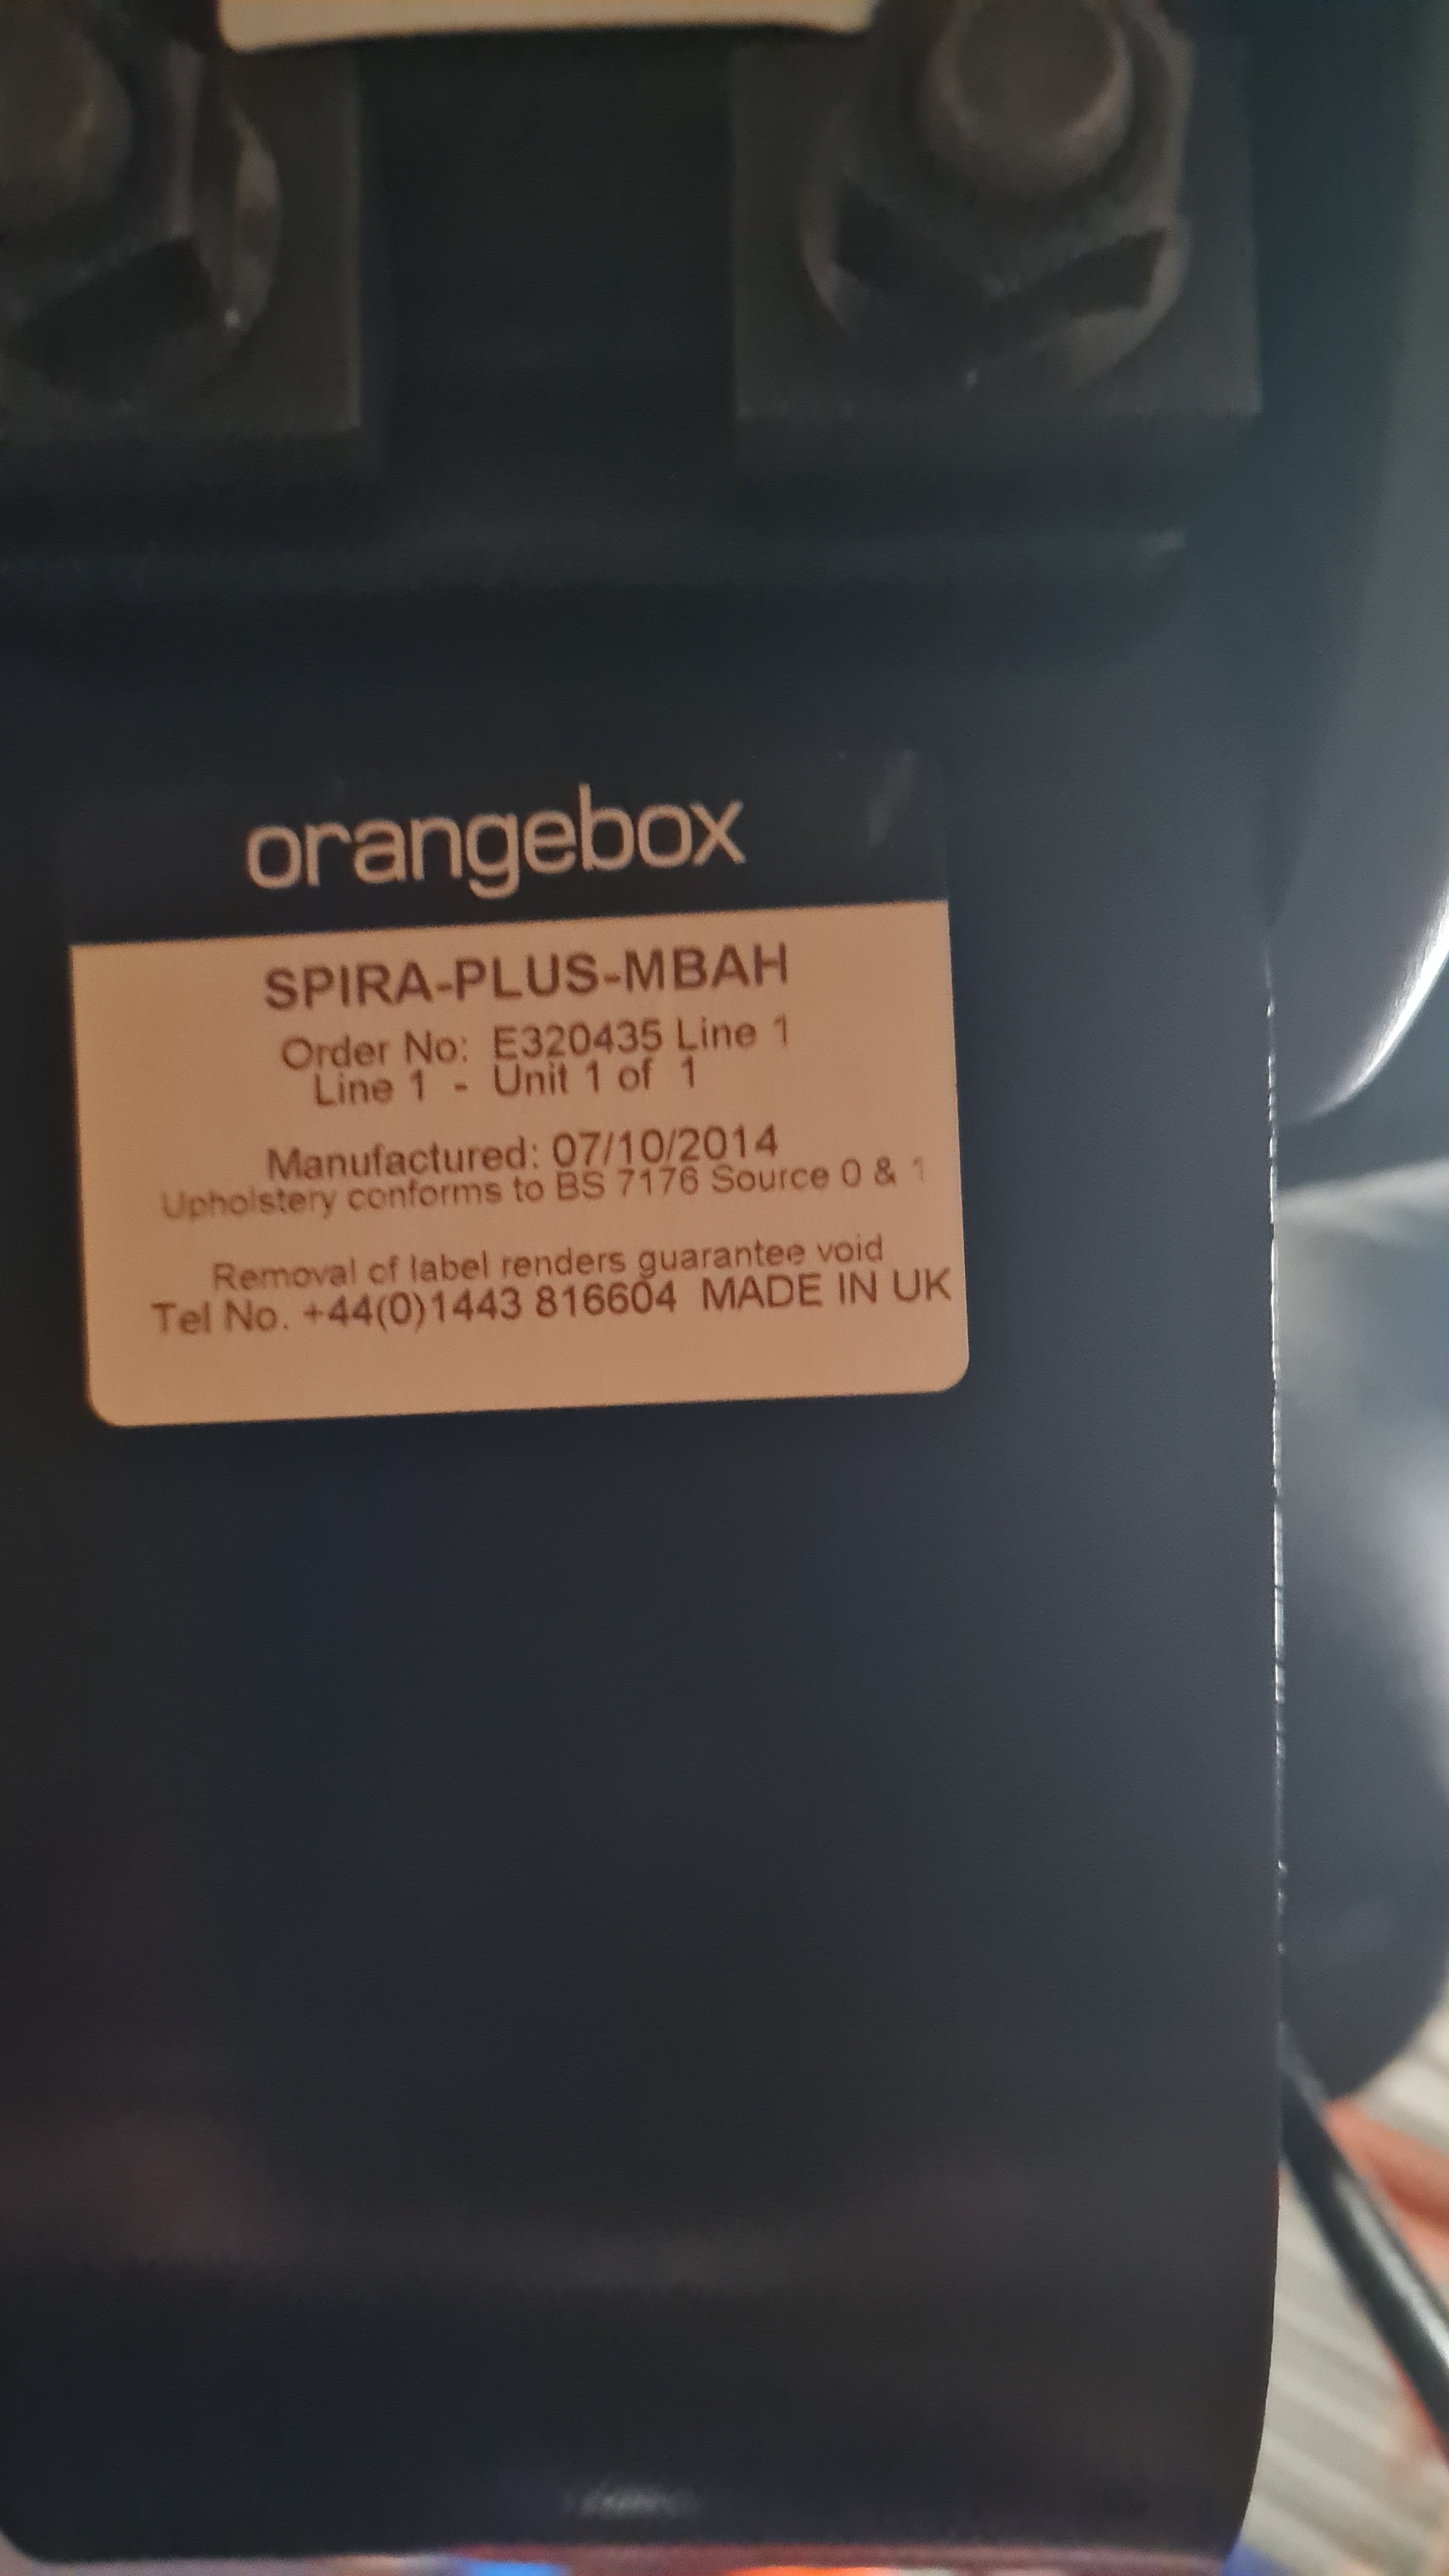 orangebox
SPIRA-PLUS-MBAH
Order No: E320435 Line 1
Line 1 - Unit 1 of 1
Manufactured: 07/10/2014
Upholstery conforms to BS 7176 Source 0 & 1
Removal of label renders guarantee void
Tel No. +44(0)1443 816604 MADE IN UK